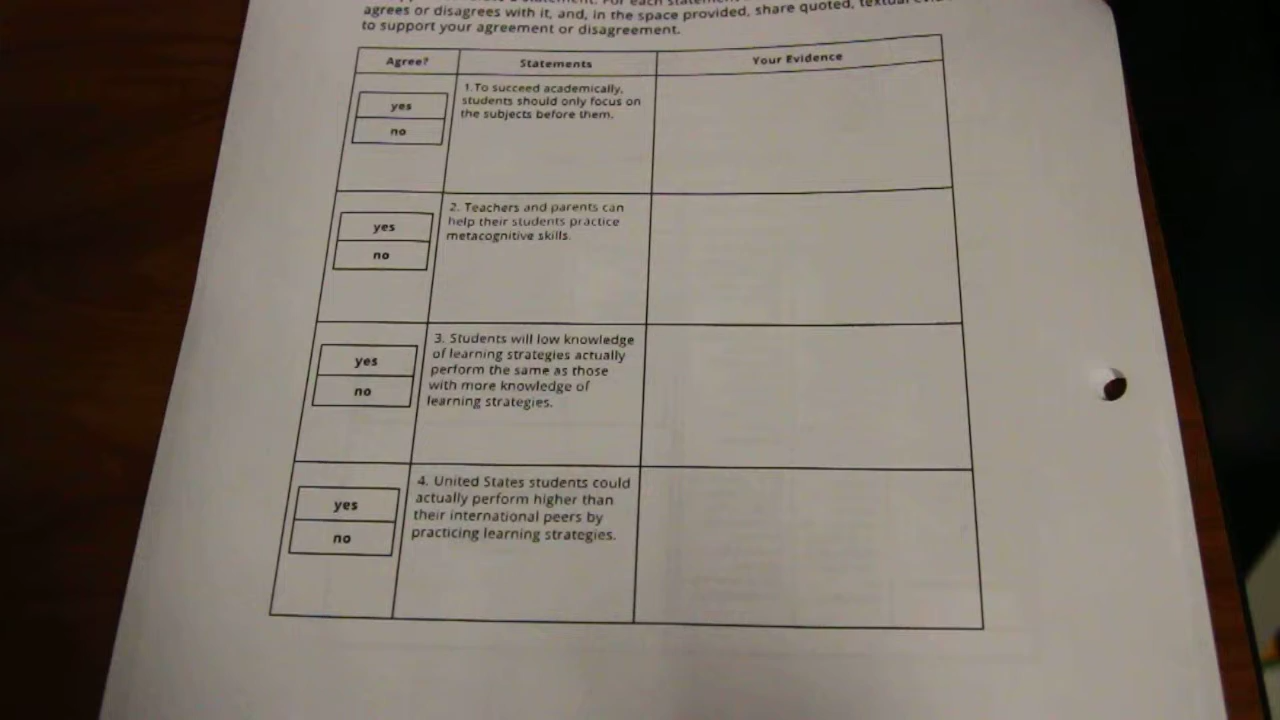 a statement. For each
agrees or disagrees with it, and, in the space provided, share quoted, textual
to support your agreement or disagreement.
Agree?
Statements
Your Evidence
yes
no
1.To succeed academically,
students should only focus on
the subjects before them.
yes
no
2. Teachers and parents can
help their students practice
metacognitive skills.
yes
no
3. Students will low knowledge
of learning strategies actually
perform the same as those
with more knowledge of
learning strategies.
yes
no
4. United States students could
actually perform higher than
their international peers by
practicing learning strategies.